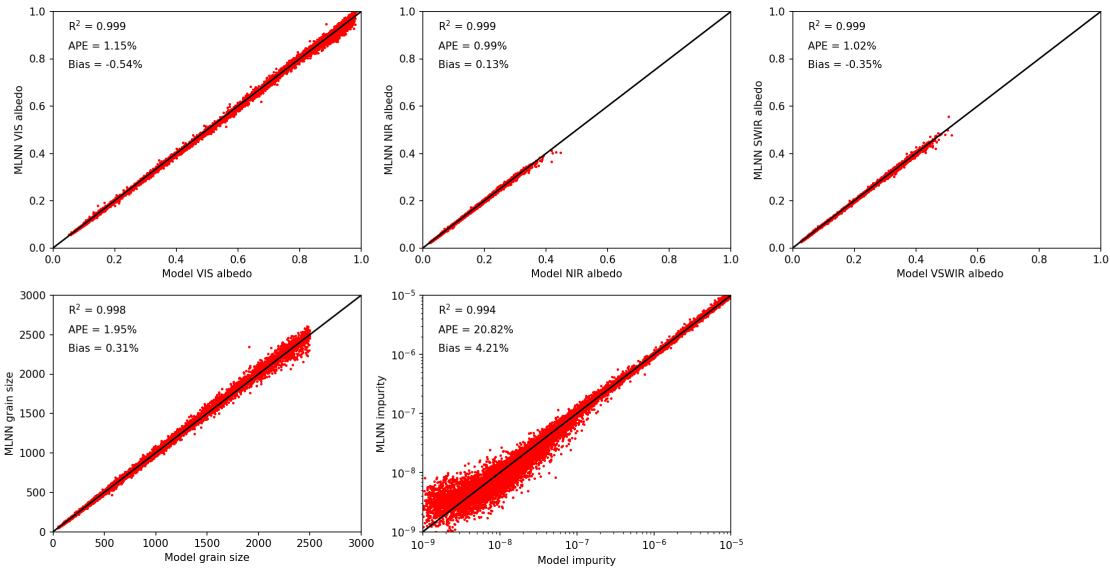 R² = 0.999
APE = 1.15%
Bias = -0.54%
MLNN VIS albedo
1.0
0.8
0.6
0.4
0.2
0.0
0.0 0.2 0.4 0.6 0.8 1.0
Model VIS albedo
R² = 0.999
APE = 0.99%
Bias = 0.13%
MLNN NIR albedo
1.0
0.8
0.6
0.4
0.2
0.0
0.0 0.2 0.4 0.6 0.8 1.0
Model NIR albedo
R² = 0.999
APE = 1.02%
Bias = -0.35%
MLNN SWIR albedo
1.0
0.8
0.6
0.4
0.2
0.0
0.0 0.2 0.4 0.6 0.8 1.0
Model VSWIR albedo
R² = 0.998
APE = 1.95%
Bias = 0.31%
MLNN grain size
3000
2500
2000
1500
1000
500
0
0 500 1000 1500 2000 2500 3000
Model grain size
R² = 0.994
APE = 20.82%
Bias = 4.21%
MLNN impurity
10⁻⁵
10⁻⁶
10⁻⁷
10⁻⁸
10⁻⁹
10⁻⁹ 10⁻⁸ 10⁻⁷ 10⁻⁶ 10⁻⁵
Model impurity